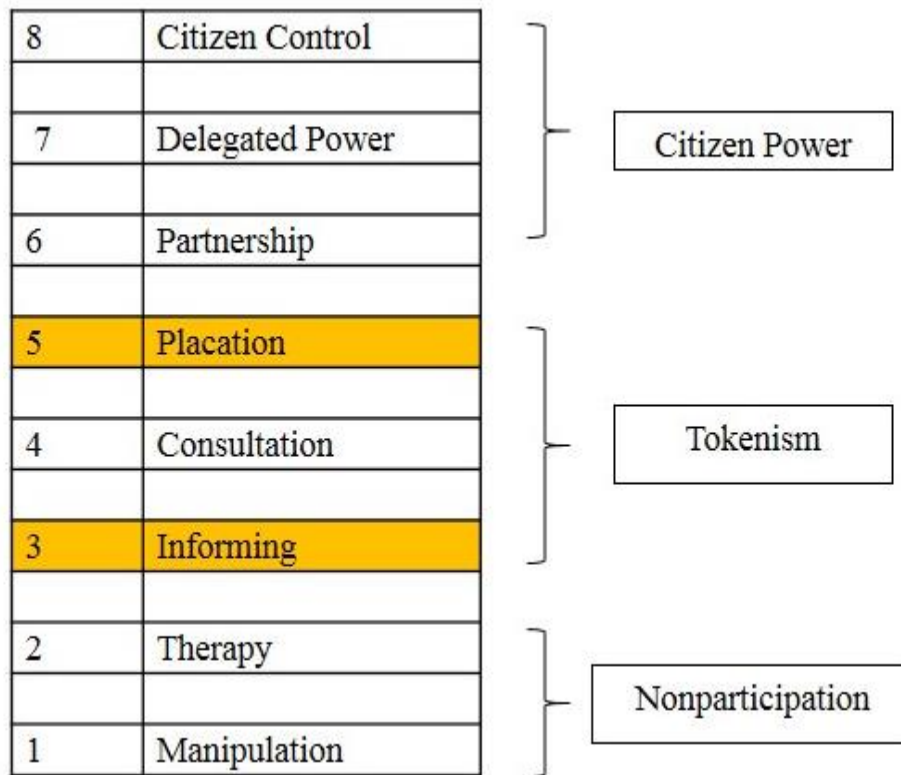 8 Citizen Control
7 Delegated Power
Citizen Power
6 Partnership
5 Placation
4 Consultation
Tokenism
3 Informing
2 Therapy
Nonparticipation
1 Manipulation